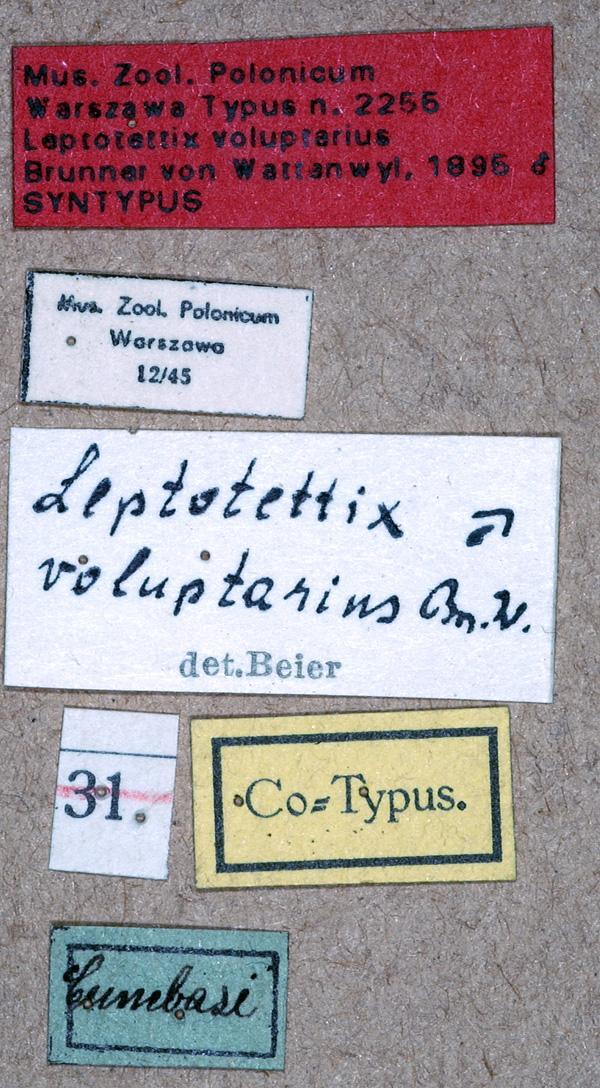 Mus. Zool. Polonicum
Warszawa Typus n. 2255
Leptotettix voluptarius
Brunner von Wattenwyl, 1895 ♂
SYNTYPUS
Mus. Zool. Polonicum
Warszawa
12/45
Leptotettix ♂
voluptarius Br.W.
det.Beier
31.
Co=Typus.
Cumbasi